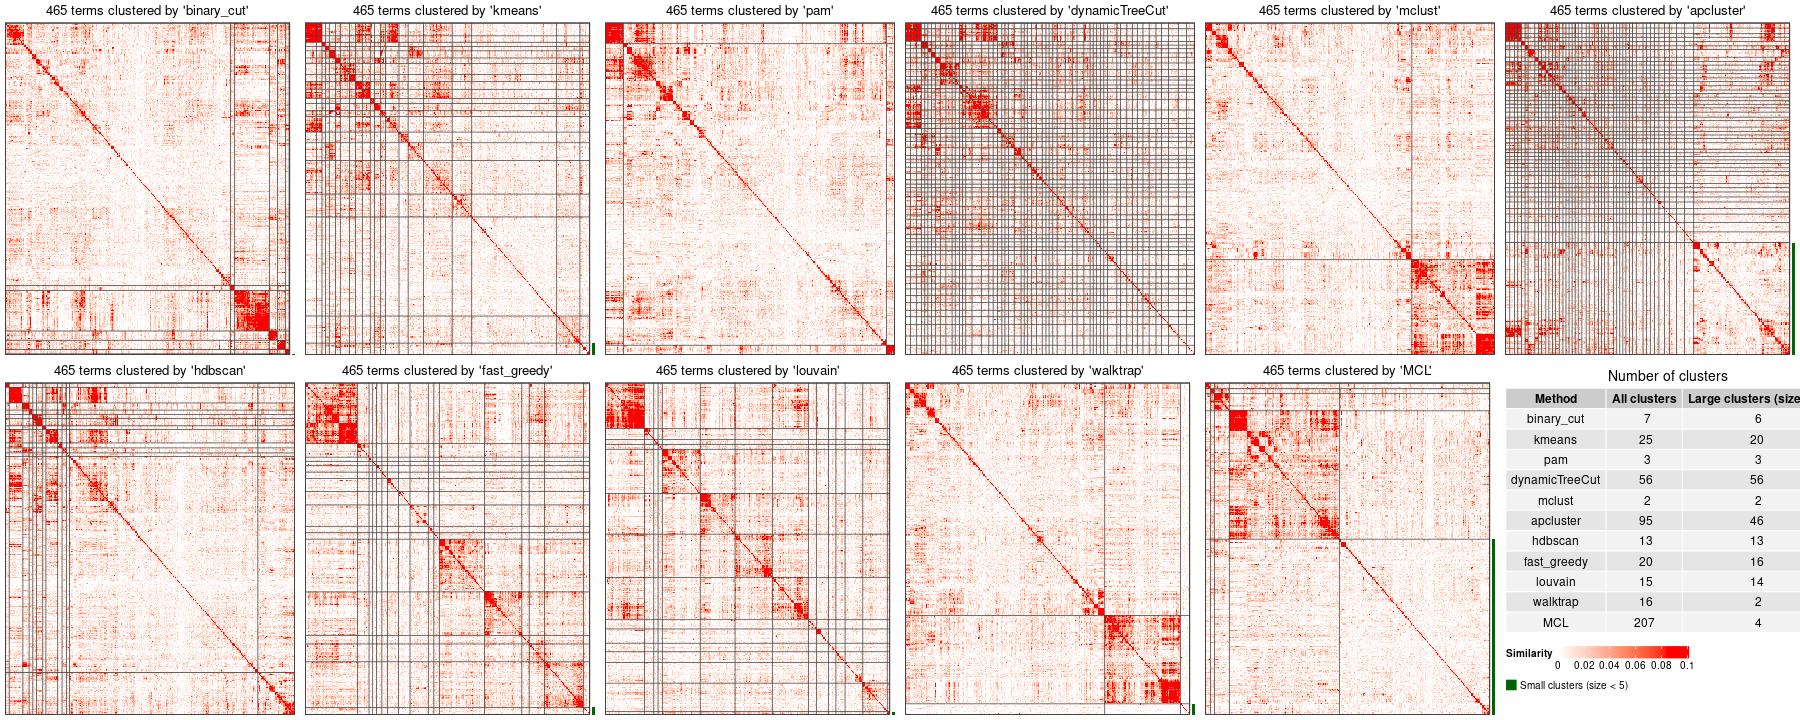 465 terms clustered by 'binary_cut'
465 terms clustered by 'kmeans'
465 terms clustered by 'pam'
465 terms clustered by 'dynamicTreeCut'
465 terms clustered by 'mclust'
465 terms clustered by 'apcluster'
465 terms clustered by 'hdbscan'
465 terms clustered by 'fast_greedy'
465 terms clustered by 'louvain'
465 terms clustered by 'walktrap'
465 terms clustered by 'MCL'
Number of clusters
Method All clusters Large clusters (size
binary_cut 7 6
kmeans 25 20
pam 3 3
dynamicTreeCut 56 56
mclust 2 2
apcluster 95 46
hdbscan 13 13
fast_greedy 20 16
louvain 15 14
walktrap 16 2
MCL 207 4
Similarity
0 0.02 0.04 0.06 0.08 0.1
Small clusters (size < 5)